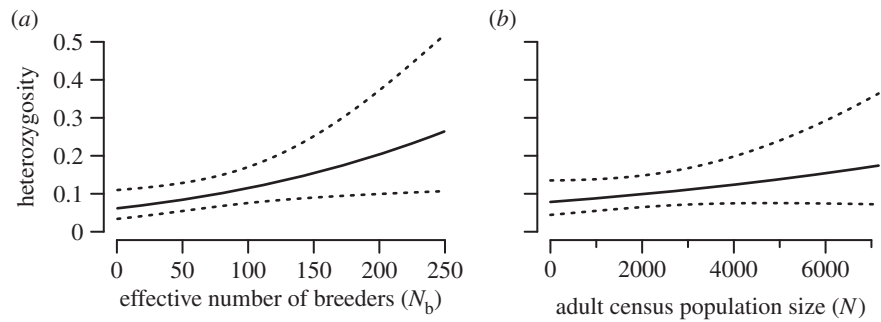 (a)
(b)
heterozygosity
0.5
0.4
0.3
0.2
0.1
0
0 50 100 150 200 250
effective number of breeders (Nb)
0 2000 4000 6000
adult census population size (N)